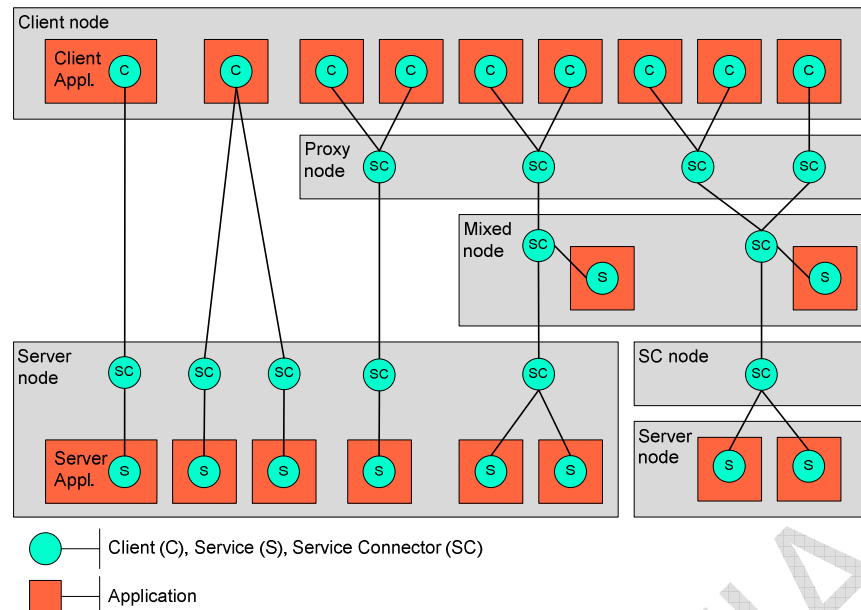 Client node
Client
Appl.
C
C
C
C
C
C
C
C
C
Proxy
node
SC
SC
SC
SC
Mixed
node
SC
S
SC
S
Server
node
SC
SC
SC
SC
SC
SC node
SC
Server
Appl.
S
S
S
S
S
S
Server
node
S
S
Client (C), Service (S), Service Connector (SC)
Application